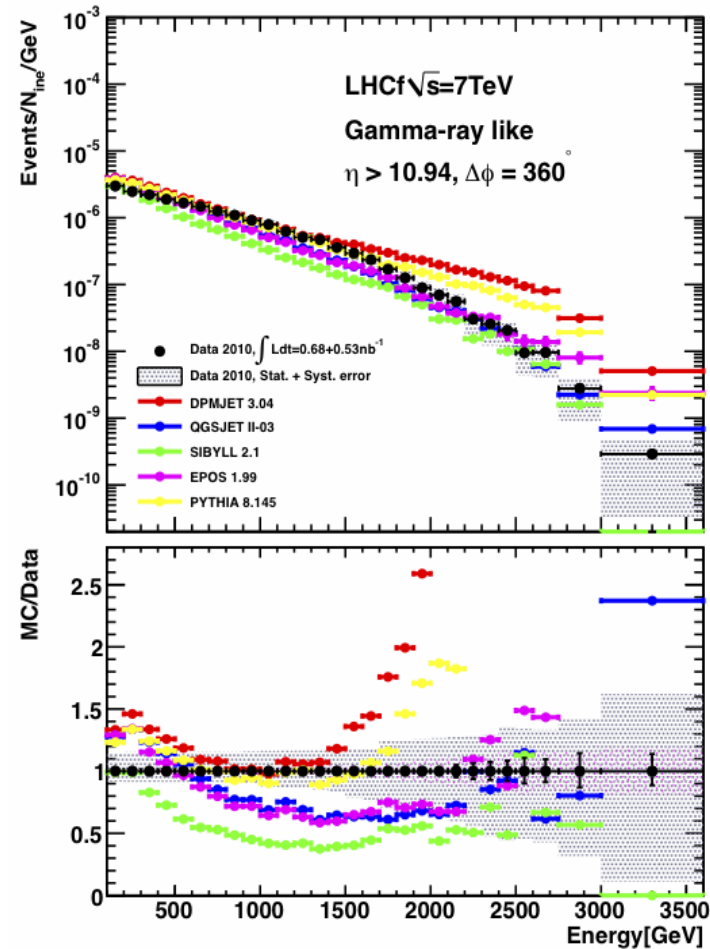 10⁻³
10⁻⁴
10⁻⁵
10⁻⁶
10⁻⁷
10⁻⁸
10⁻⁹
10⁻¹⁰
Events/N_ine/GeV
LHCf√s=7TeV
Gamma-ray like
η > 10.94, Δϕ = 360°
Data 2010, ∫ Ldt=0.68+0.53nb⁻¹
Data 2010, Stat. + Syst. error
DPMJET 3.04
QGSJET II-03
SIBYLL 2.1
EPOS 1.99
PYTHIA 8.145
MC/Data
2.5
2
1.5
1
0.5
0
500 1000 1500 2000 2500 3000 3500
Energy[GeV]